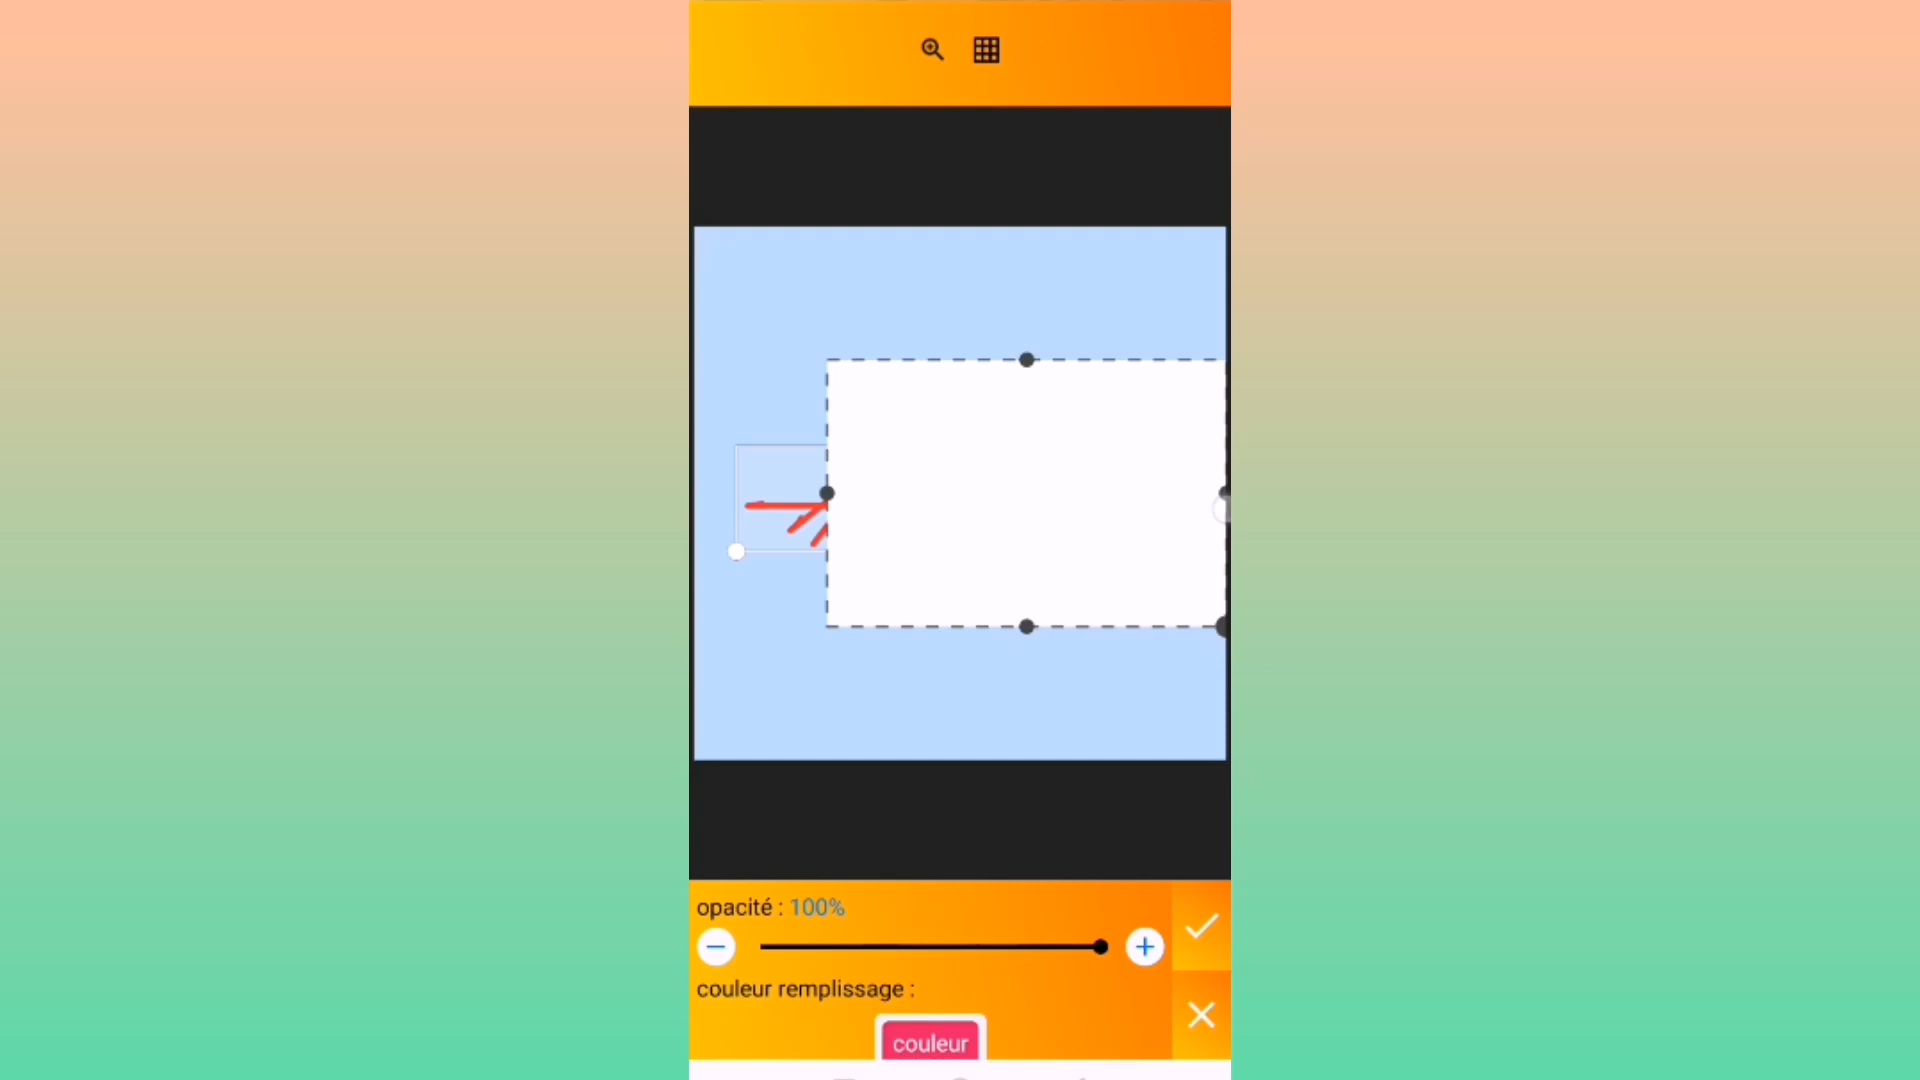 opacité : 100%
couleur remplissage :
couleur